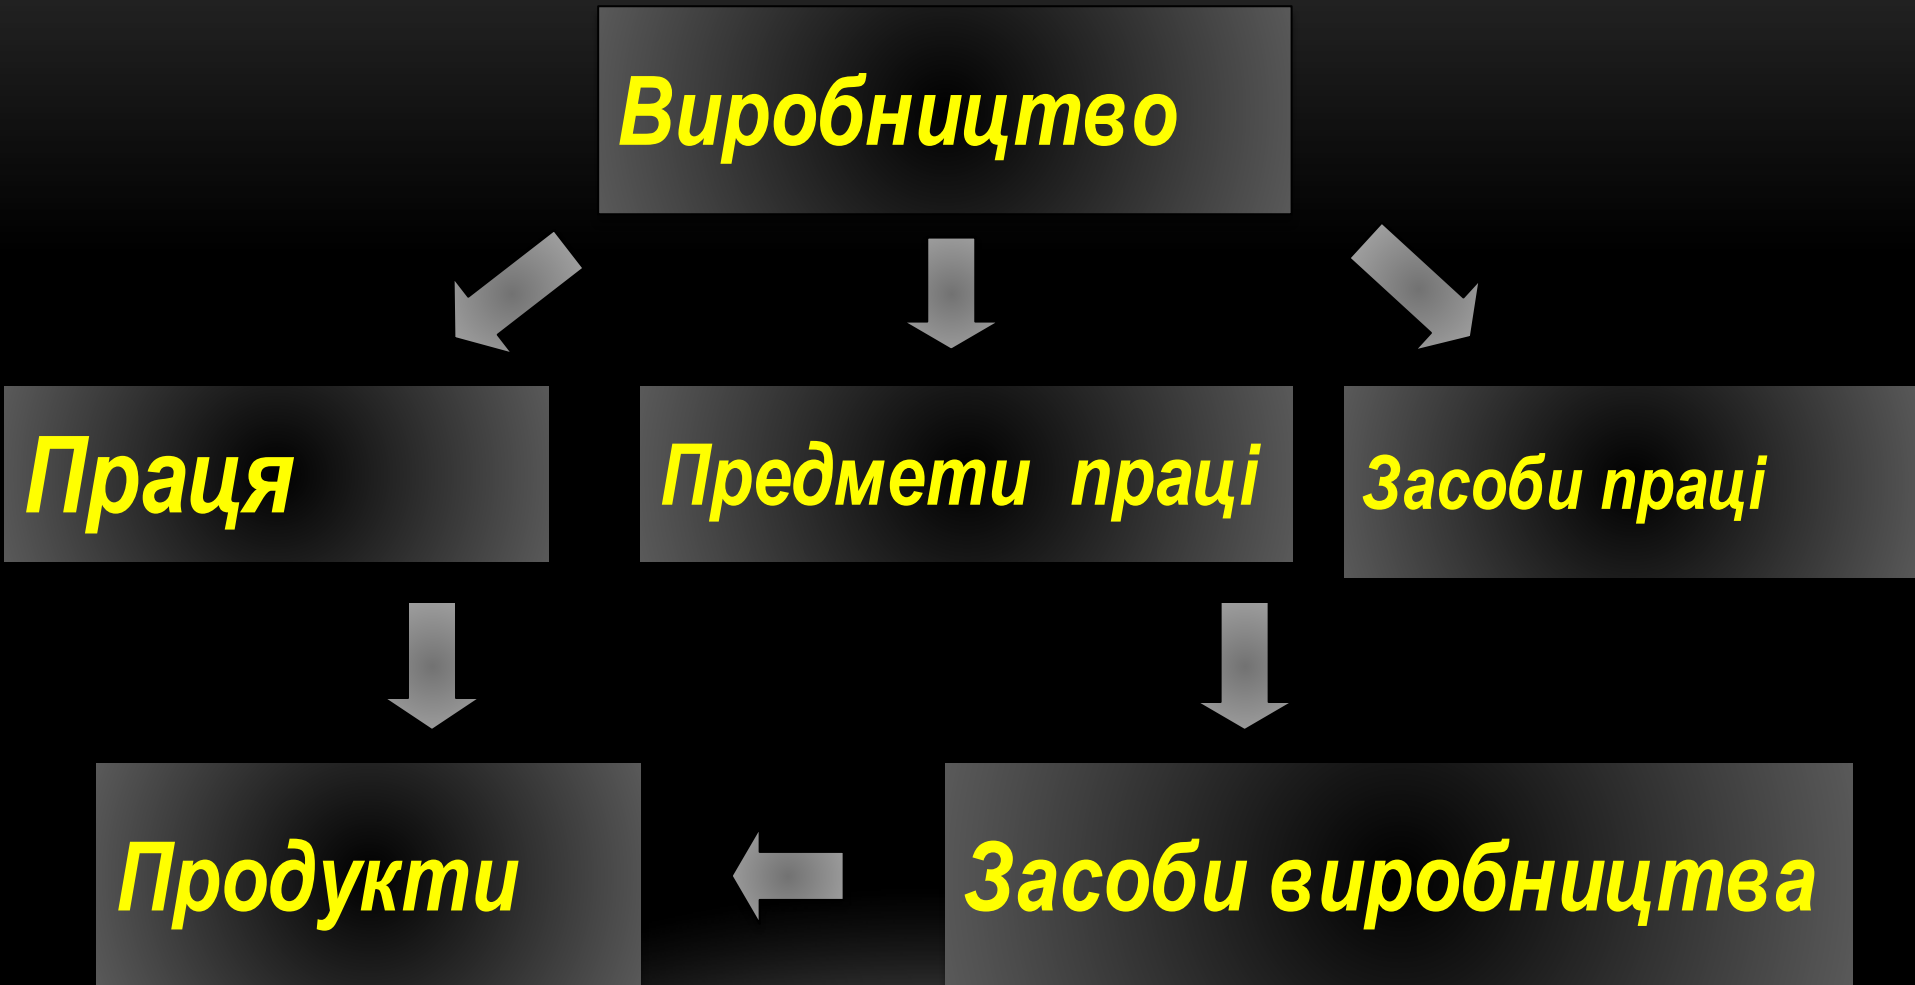 Виробництво
Праця
Предмети праці
Засоби праці
Продукти
Засоби виробництва